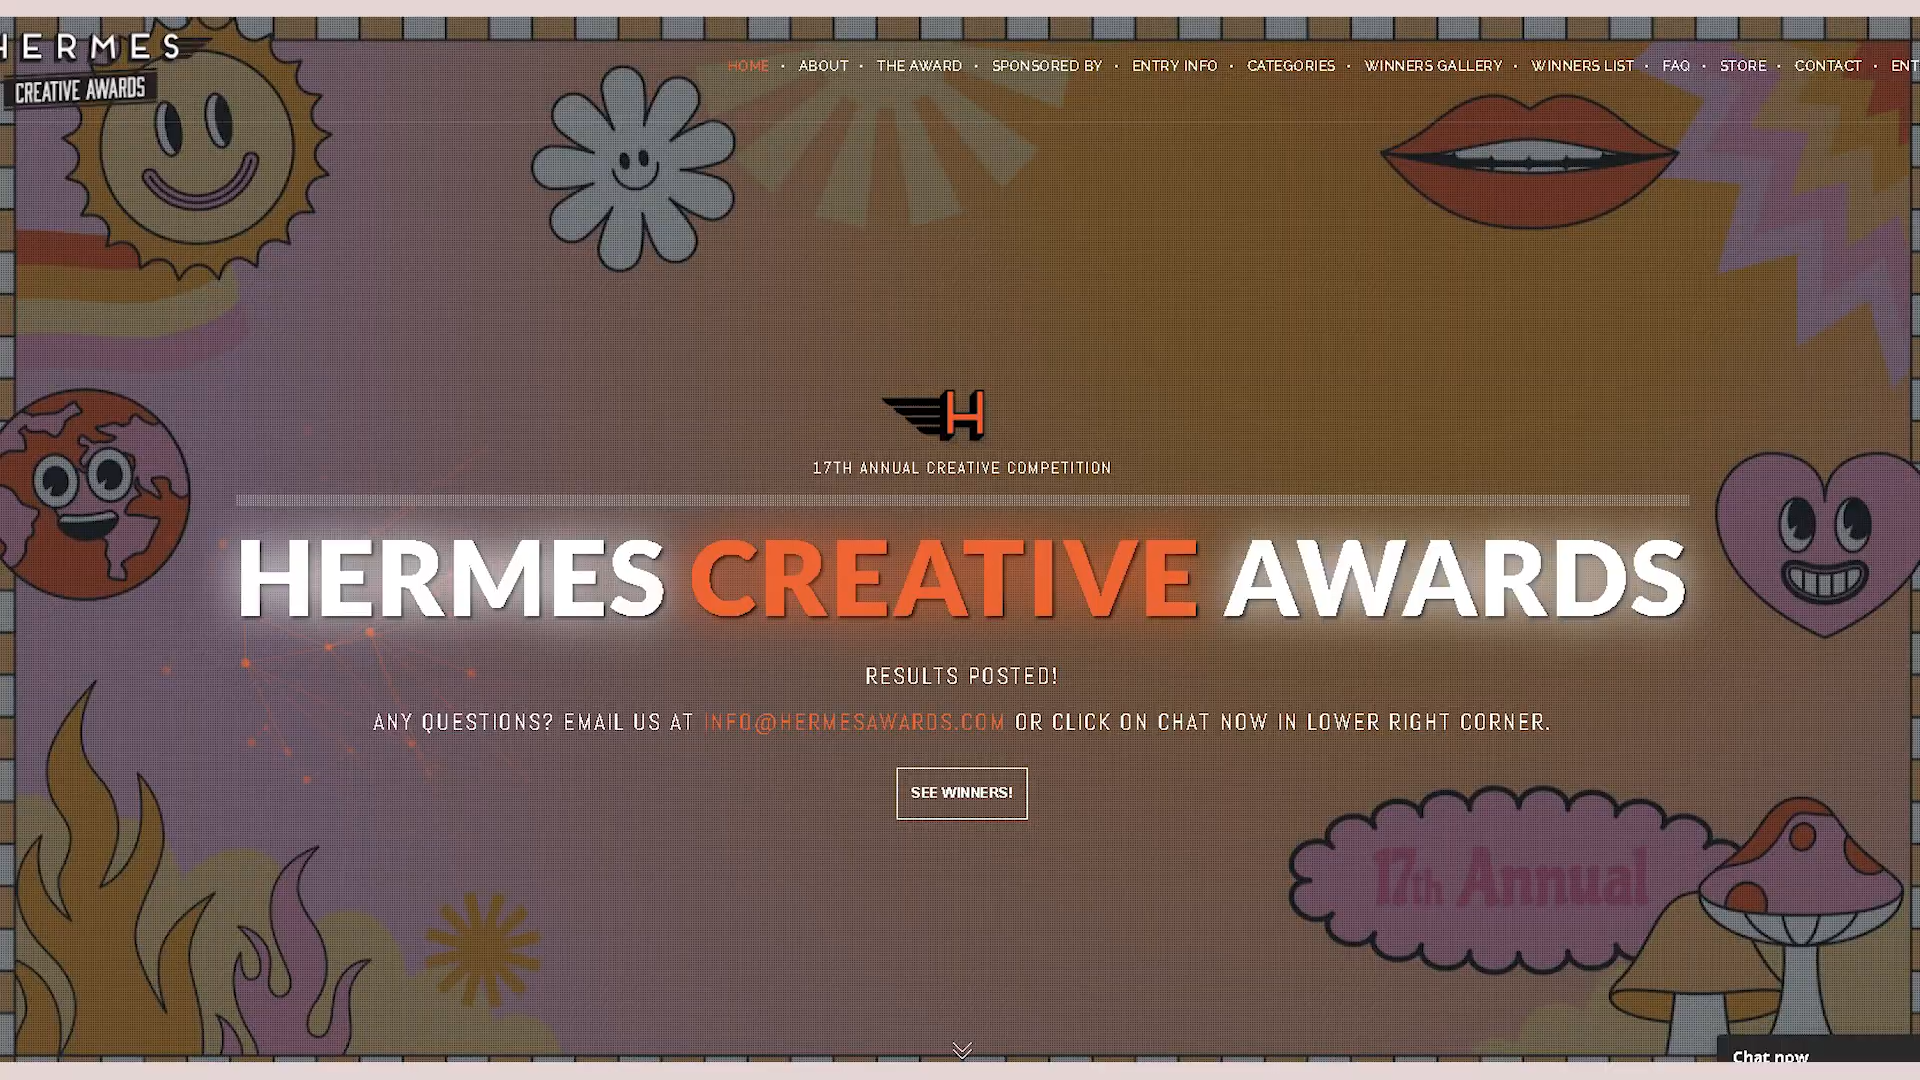 HERMES
CREATIVE AWARDS
HOME · ABOUT · THE AWARD · SPONSORED BY · ENTRY INFO · CATEGORIES · WINNERS GALLERY · WINNERS LIST · FAQ · STORE · CONTACT · ENT
H
17TH ANNUAL CREATIVE COMPETITION
HERMES CREATIVE AWARDS
RESULTS POSTED!
ANY QUESTIONS? EMAIL US AT INFO@HERMESAWARDS.COM OR CLICK ON CHAT NOW IN LOWER RIGHT CORNER.
SEE WINNERS!
17th Annual
Chat now